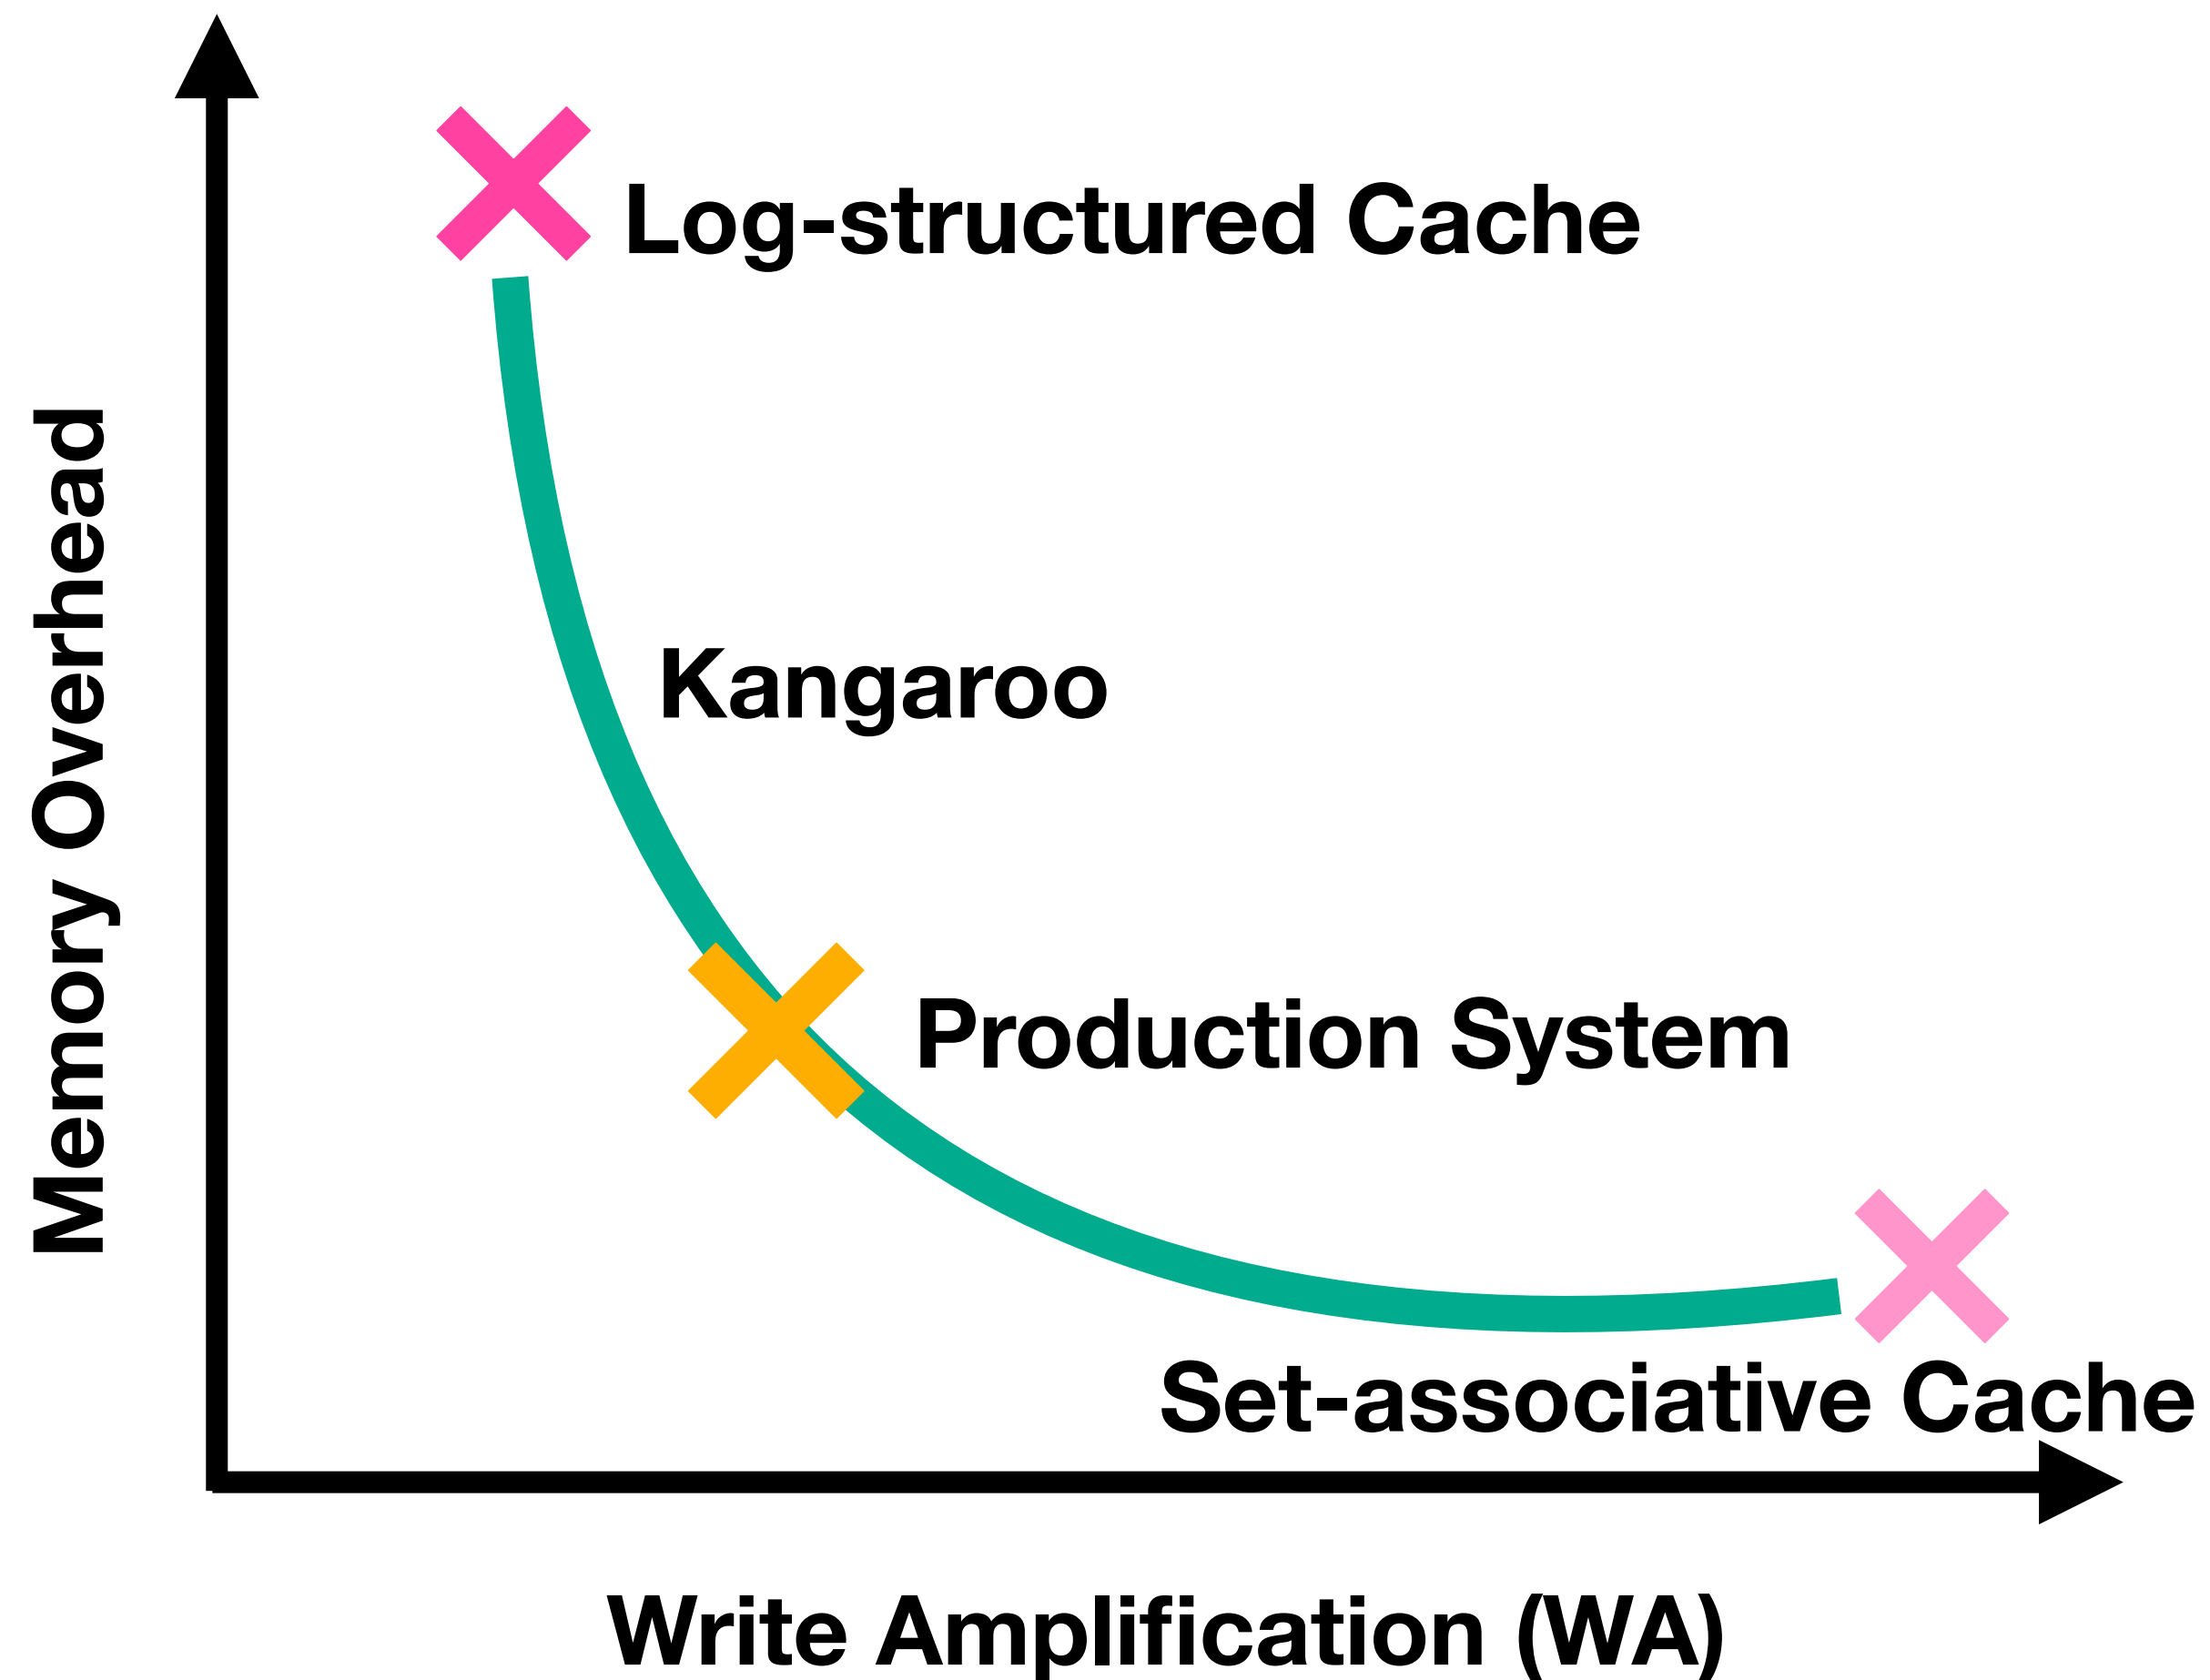 Log-structured Cache
Memory Overhead
Kangaroo
Production System
Set-associative Cache
Write Amplification (WA)